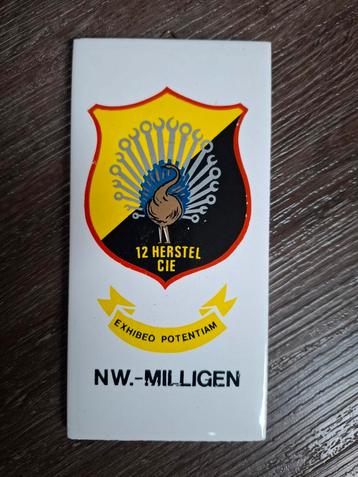 12 HERSTEL
CIE
EXHIBEO POTENTIAM
NW.-MILLIGEN